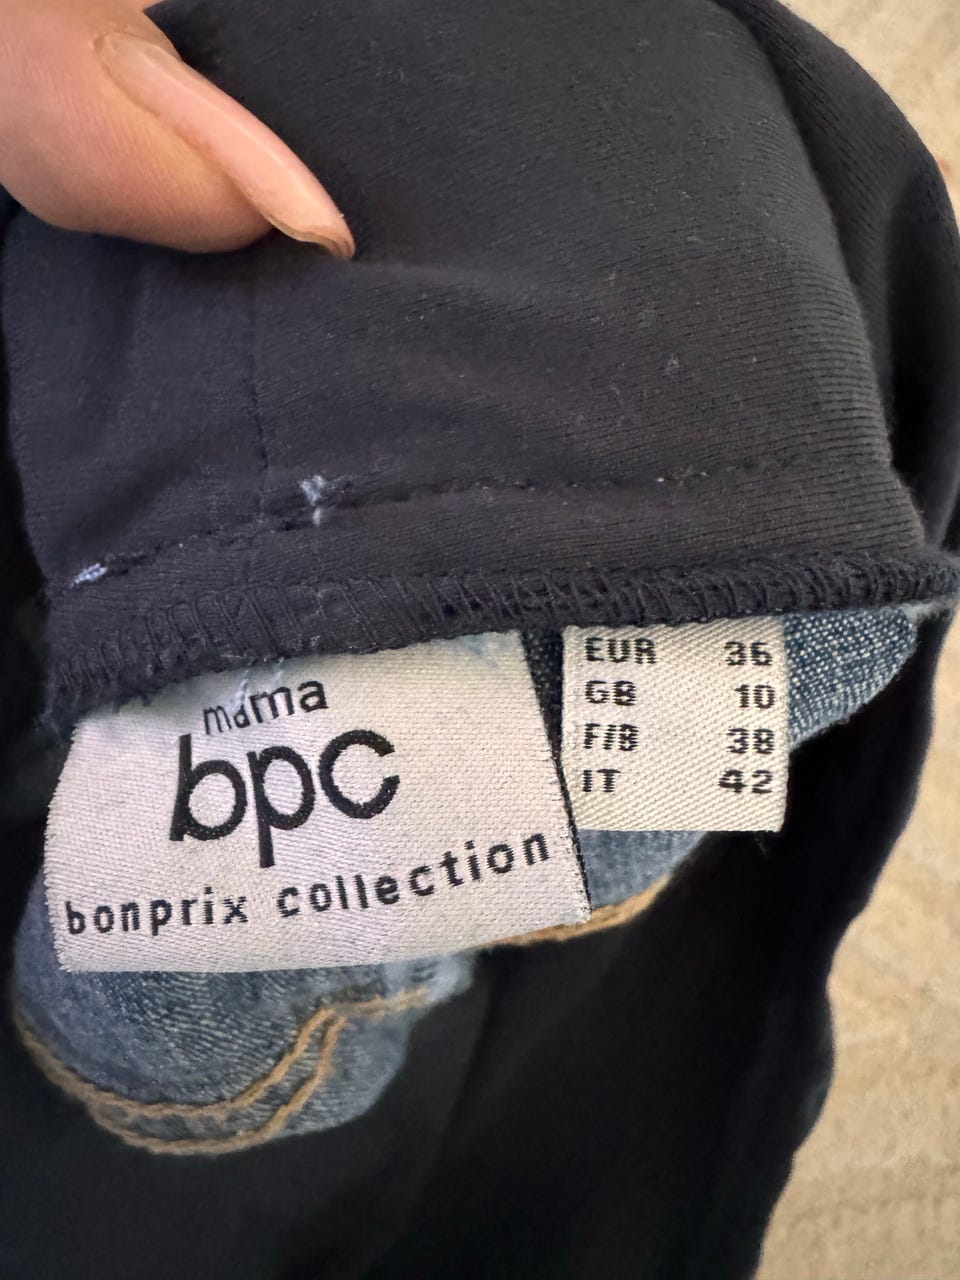 mama
bpc
bonprix collection
EUR 36
GB 10
F/B 38
IT 42